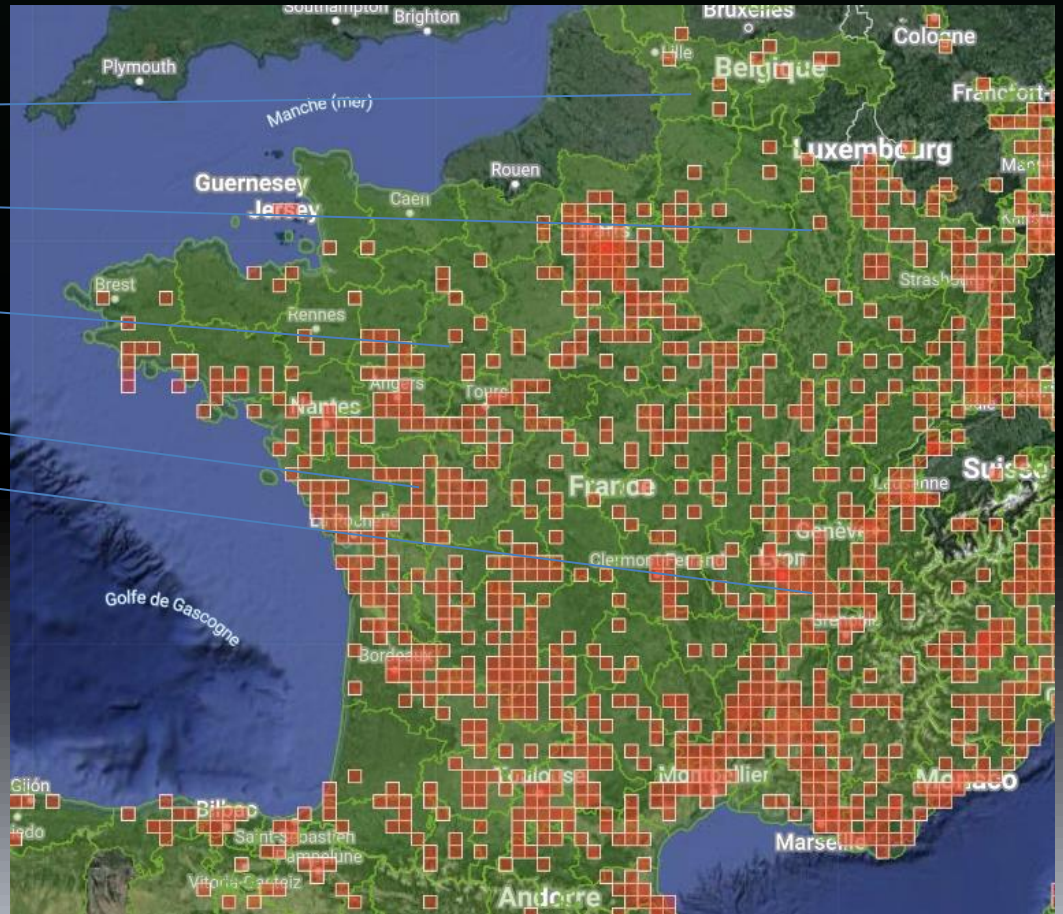 Southampton
Brighton
Bruxelles
Cologne
Plymouth
Lille
Belgique
Francfort-
Manche (mer)
Luxembourg
Rouen
Guernesey
Jersey
Caen
Strasbourg
Brest
Rennes
Angers
Tours
Nantes
France
Lausanne
Suisse
La Rochelle
Genève
Clermont-Ferrand
Lyon
Golfe de Gascogne
Grenoble
Bordeaux
Toulouse
Montpellier
Monaco
Gijón
Bilbao
Saint-Sébastien
Marseille
Vitoria-Gasteiz
Andorre